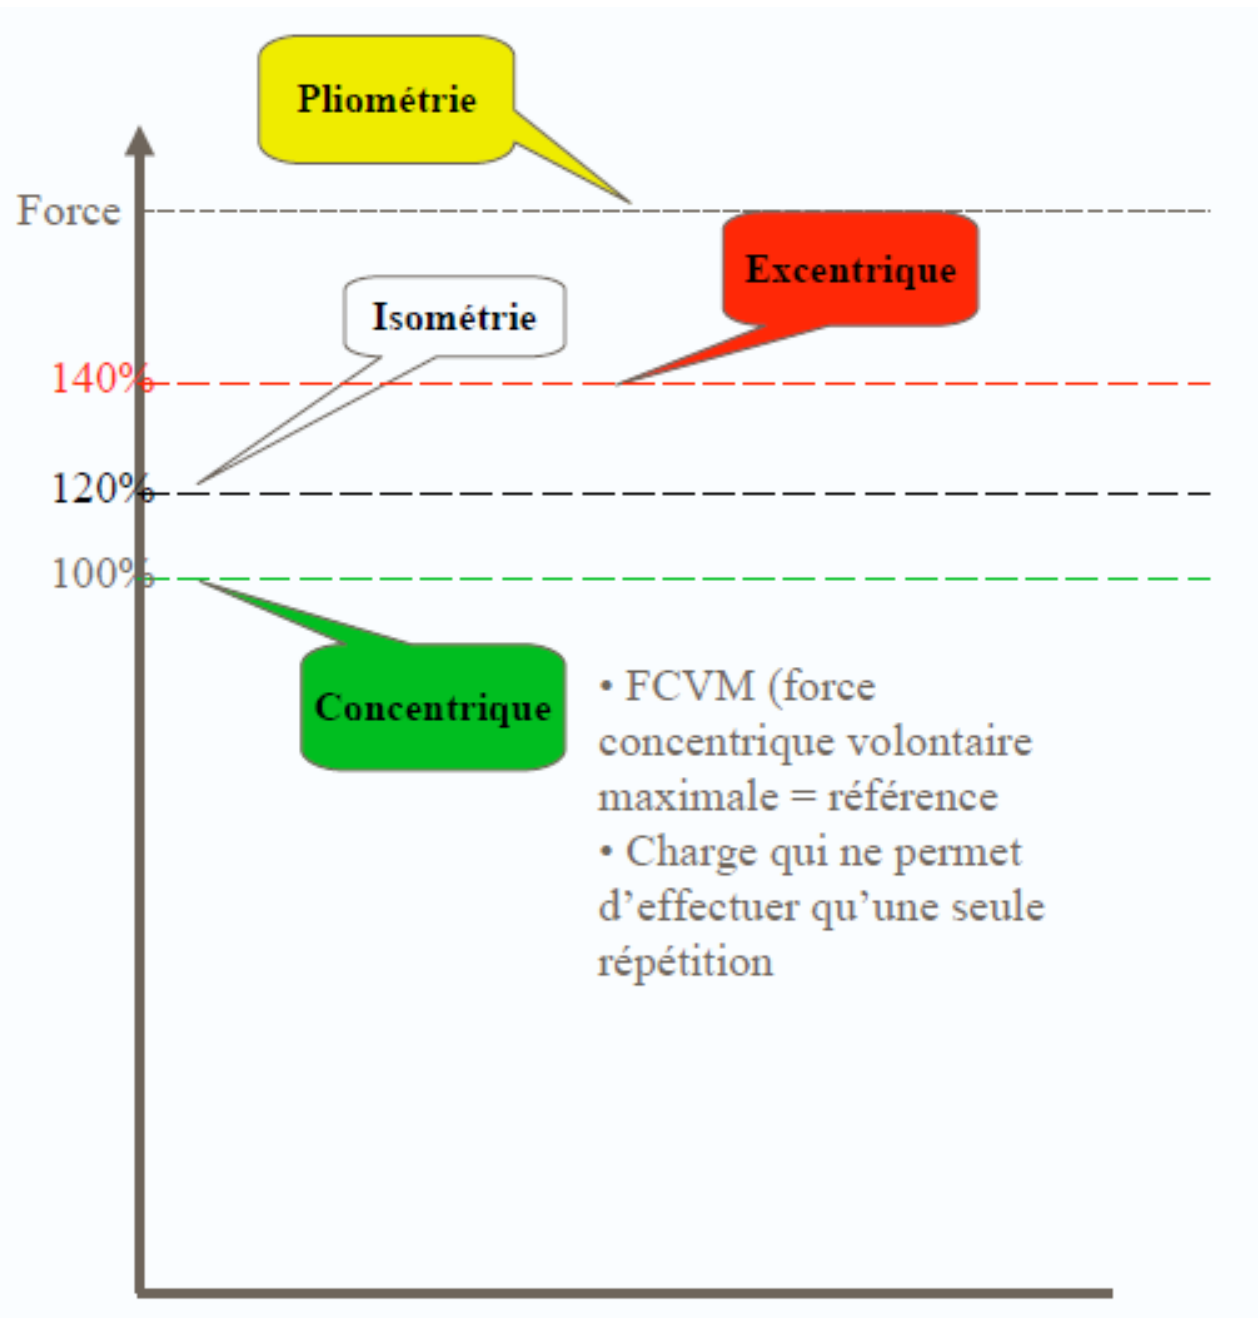 Pliométrie
Force
Excentrique
Isométrie
140%
120%
100%
Concentrique
• FCVM (force
concentrique volontaire
maximale = référence
• Charge qui ne permet
d’effectuer qu’une seule
répétition